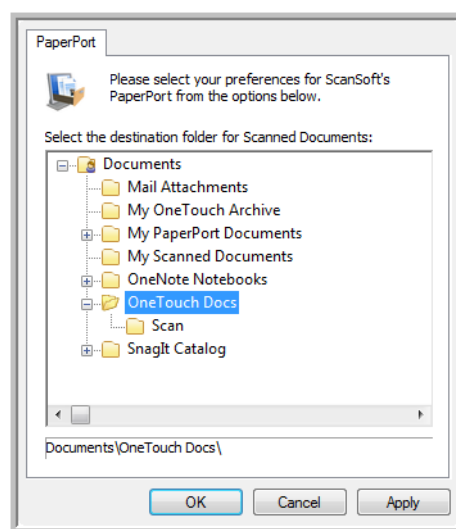 PaperPort
Please select your preferences for ScanSoft's
PaperPort from the options below.
Select the destination folder for Scanned Documents:
Documents
Mail Attachments
My OneTouch Archive
My PaperPort Documents
My Scanned Documents
OneNote Notebooks
OneTouch Docs
Scan
SnagIt Catalog
Documents\OneTouch Docs\
OK Cancel Apply